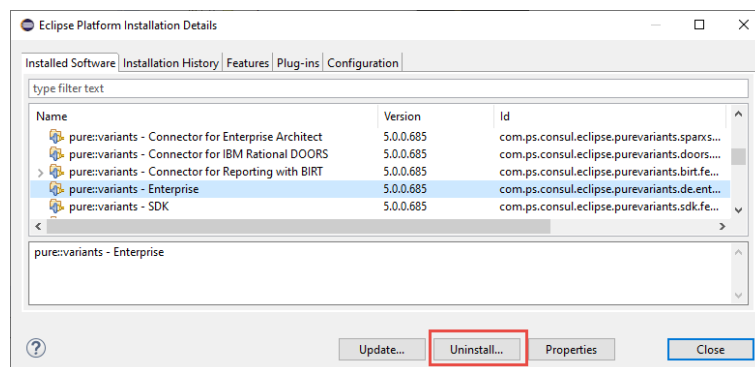 Eclipse Platform Installation Details
Installed Software Installation History Features Plug-ins Configuration
type filter text
Name Version Id
pure::variants - Connector for Enterprise Architect 5.0.0.685 com.ps.consul.eclipse.purevariants.sparxs...
pure::variants - Connector for IBM Rational DOORS 5.0.0.685 com.ps.consul.eclipse.purevariants.doors....
pure::variants - Connector for Reporting with BIRT 5.0.0.685 com.ps.consul.eclipse.purevariants.birt.fe...
pure::variants - Enterprise 5.0.0.685 com.ps.consul.eclipse.purevariants.de.ent...
pure::variants - SDK 5.0.0.685 com.ps.consul.eclipse.purevariants.sdk.fe...
pure::variants - Enterprise
? Update... Uninstall... Properties Close